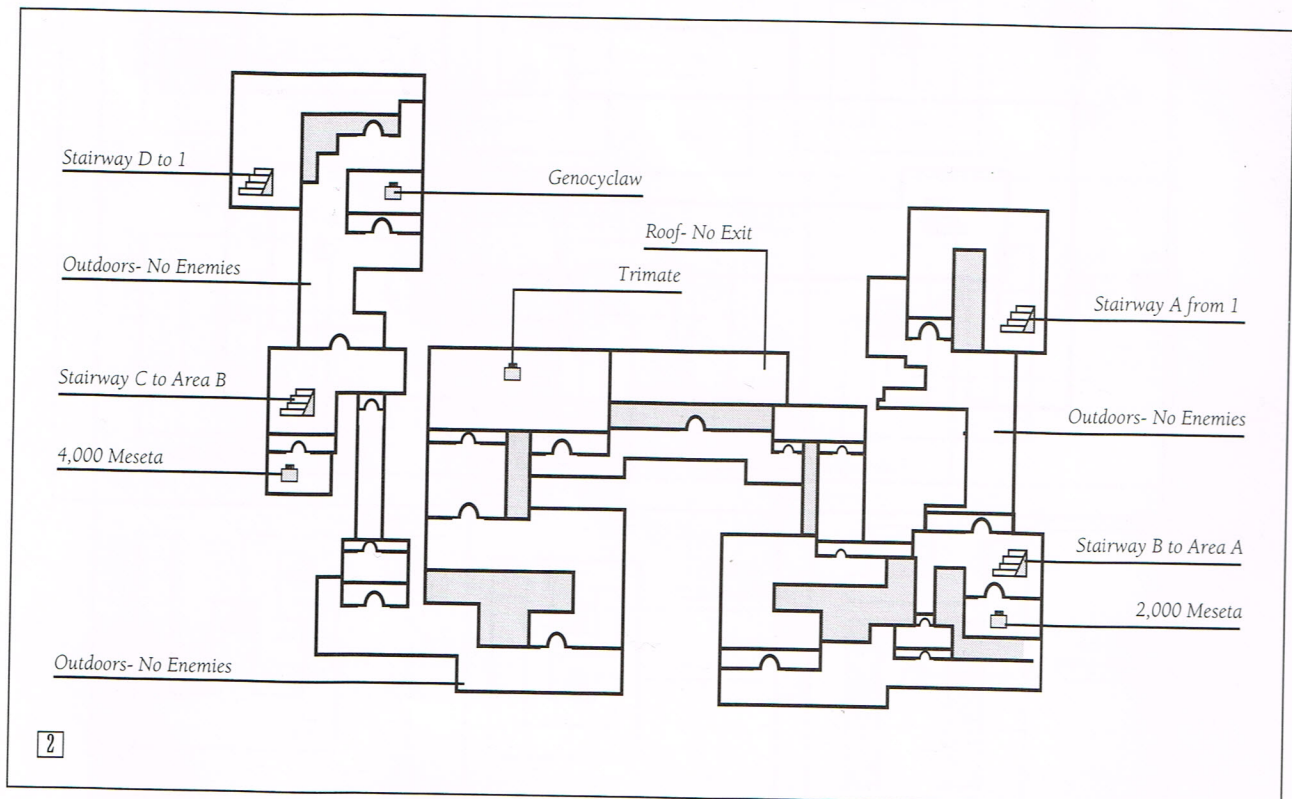 Stairway D to 1
Genocyclaw
Roof- No Exit
Outdoors- No Enemies
Trimate
Stairway A from 1
Stairway C to Area B
Outdoors- No Enemies
4,000 Meseta
Stairway B to Area A
2,000 Meseta
Outdoors- No Enemies
2